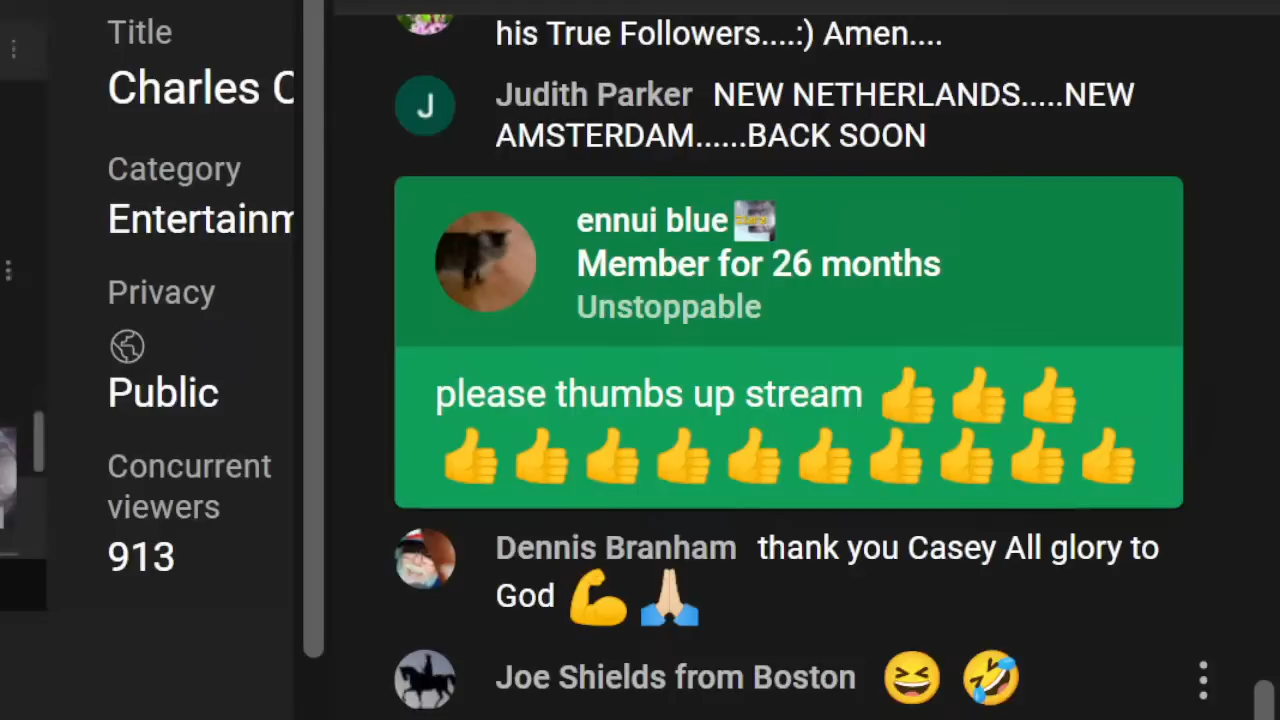 Title
Charles C
Category
Entertainm
Privacy
Public
Concurrent
viewers
913
his True Followers....:) Amen....
J
Judith Parker NEW NETHERLANDS.....NEW
AMSTERDAM......BACK SOON
ennui blue
Member for 26 months
Unstoppable
please thumbs up stream 👍👍👍
👍👍👍👍👍👍👍👍👍👍
Dennis Branham thank you Casey All glory to
God 💪🙏🏻
Joe Shields from Boston 😆🤣